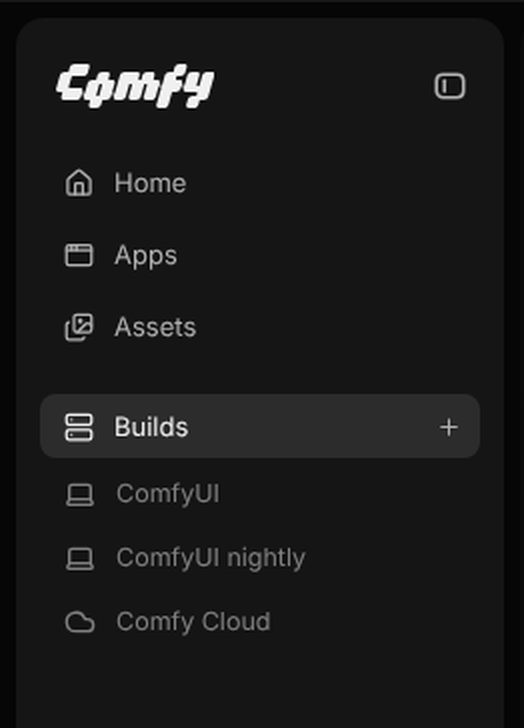 Comfy
Home
Apps
Assets
Builds +
ComfyUI
ComfyUI nightly
Comfy Cloud